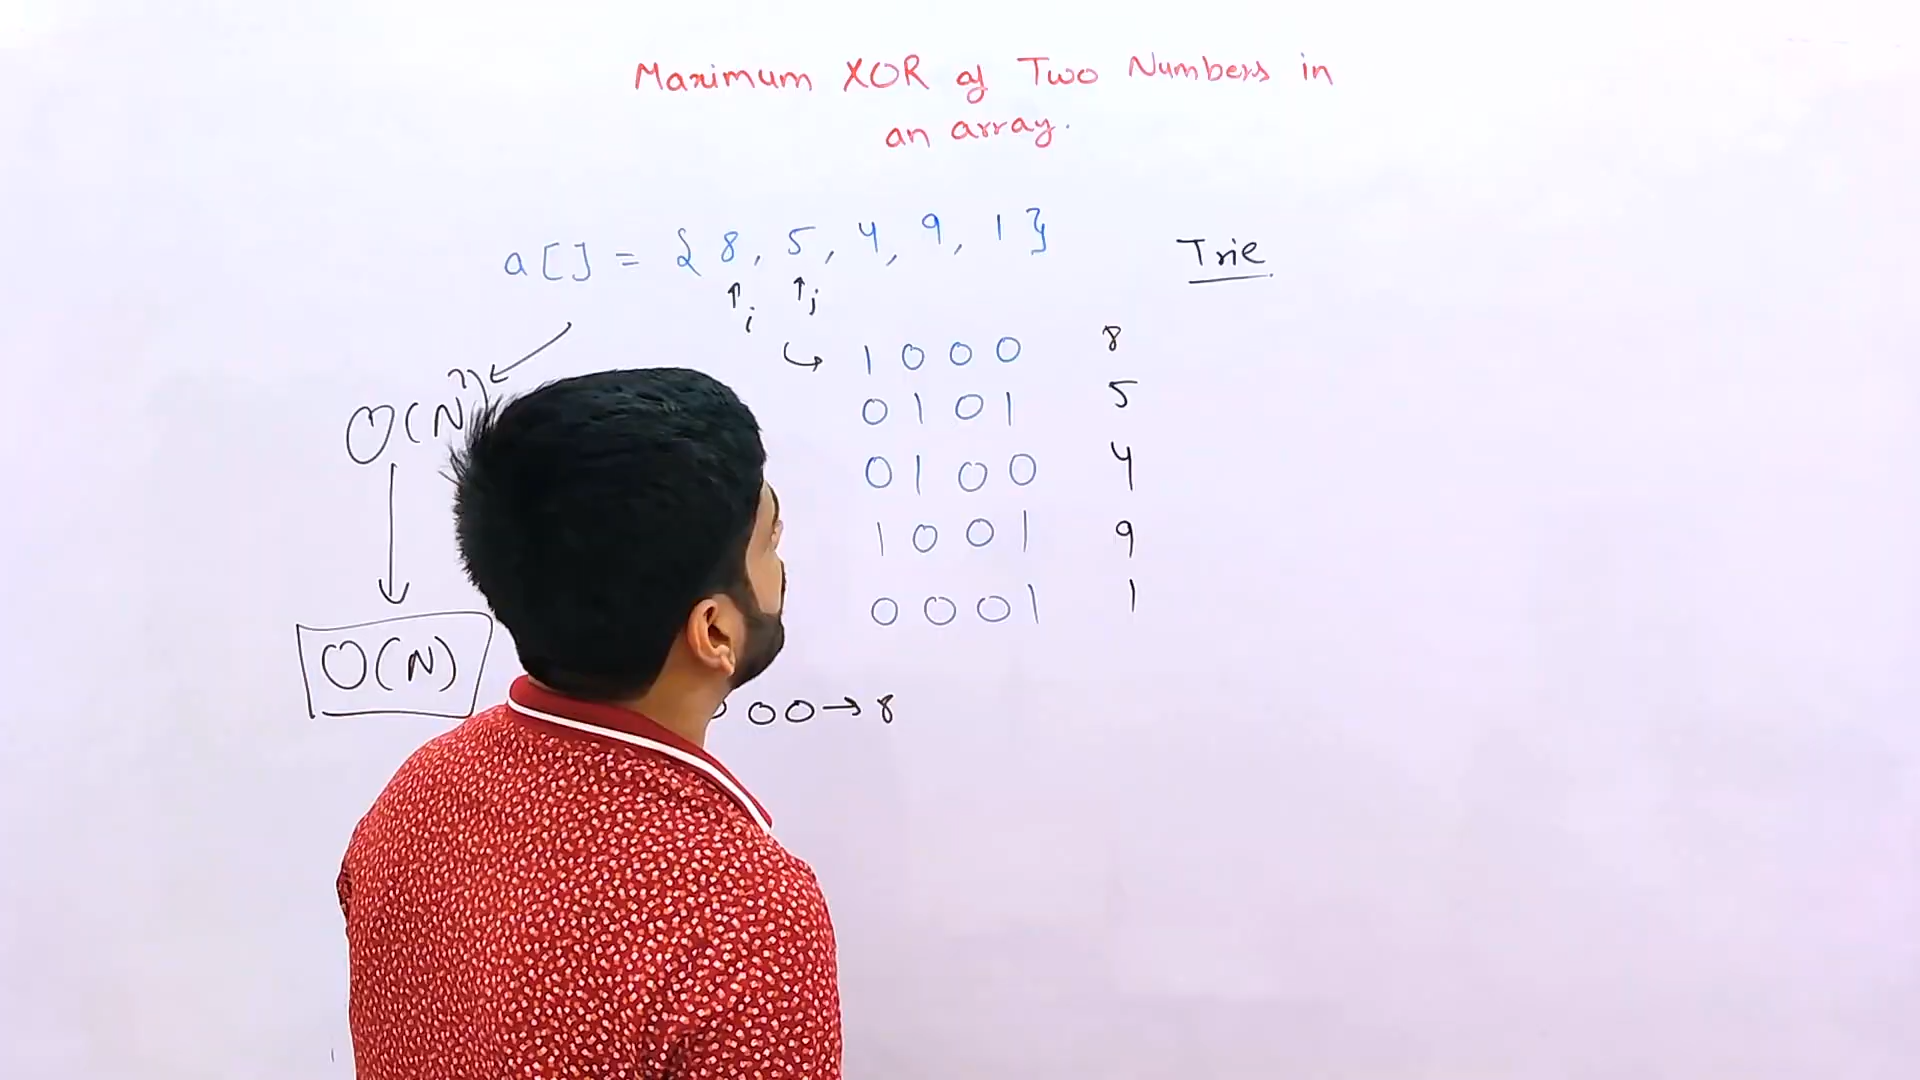 Maximum XOR of Two Numbers in
an array.
a[] = { 8, 5, 4, 9, 1 }
Trie
↑i ↑j
↳ 1 0 0 0 8
0 1 0 1 5
0 1 0 0 4
1 0 0 1 9
0 0 0 1 1
O(N²)
O(N)
0 0 → 8